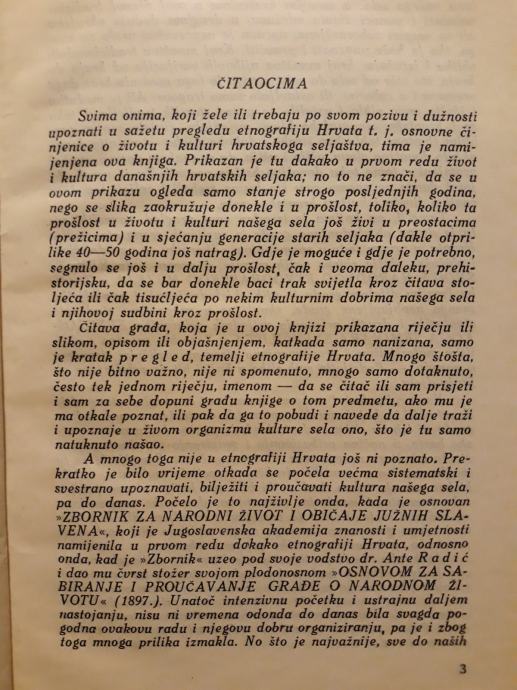 ČITAOCIMA
Svima onima, koji žele ili trebaju po svom pozivu i dužnosti
upoznati u sažetu pregledu etnografiju Hrvata t. j. osnovne či-
njenice o životu i kulturi hrvatskoga seljaštva, tima je nami-
jenjena ova knjiga. Prikazan je tu dakako u prvom redu život
i kultura današnjih hrvatskih seljaka; no to ne znači, da se u
ovom prikazu ogleda samo stanje strogo posljednjih godina,
nego se slika zaokružuje donekle i u prošlost, toliko, koliko ta
prošlost u životu i kulturi našega sela još živi u preostacima
(prežicima) i u sjećanju generacije starih seljaka (dakle otpri-
like 40—50 godina još natrag). Gdje je moguće i gdje je potrebno,
segnulo se još i u dalju prošlost, čak i veoma daleku, prehi-
storijsku, da se bar donekle baci trak svijetla kroz čitava sto-
ljeća ili čak tisućljeća po nekim kulturnim dobrima našega sela
i njihovoj sudbini kroz prošlost.
Čitava građa, koja je u ovoj knjizi prikazana riječju ili
slikom, opisom ili objašnjenjem, katkada samo nanizana, samo
je kratak pregled, temelji etnografije Hrvata. Mnogo štošta,
što nije bitno važno, nije ni spomenuto, mnogo samo dotaknuto,
često tek jednom riječju, imenom — da se čitač ili sam prisjeti
i sam za sebe dopuni građu knjige o tom predmetu, ako mu je
ma otkale poznat, ili pak da ga to pobudi i navede da dalje traži
i upoznaje u živom organizmu kulture sela ono, što je tu samo
natuknuto našao.
A mnogo toga nije u etnografiji Hrvata još ni poznato. Pre-
kratko je bilo vrijeme otkada se počela većma sistematski i
svestrano upoznavati, bilježiti i proučavati kultura našega sela,
pa do danas. Počelo je to najživlje onda, kada je osnovan
»ZBORNIK ZA NARODNI ŽIVOT I OBIČAJE JUŽNIH SLA-
VENA«, koji je Jugoslavenska akademija znanosti i umjetnosti
namijenila u prvom redu dakako etnografiji Hrvata, odnosno
onda, kad je »Zbornik« uzeo pod svoje vodstvo dr. Ante Radić
i dao mu čvrst stožer svojom plodonosnom »OSNOVOM ZA SA-
BIRANJE I PROUČAVANJE GRAĐE O NARODNOM ŽI-
VOTU« (1897.). Unatoč intenzivnu početku i ustrajnu daljem
nastojanju, nisu ni vremena odonda do danas bila svagda po-
godna ovakovu radu i njegovu dobru organiziranju, pa je i zbog
toga mnoga prilika izmakla. No što je najvažnije, sve do naših
3